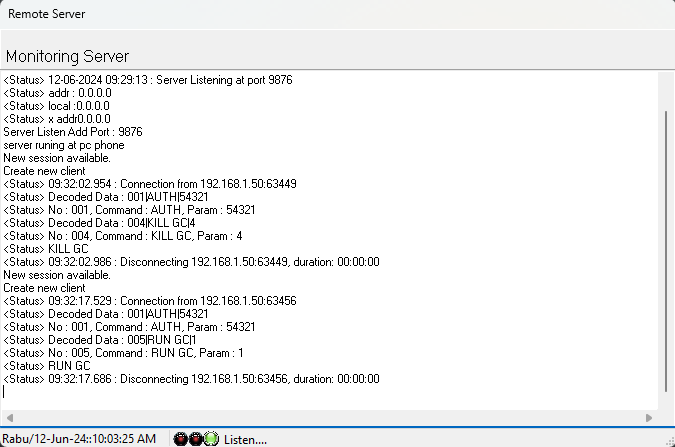 Remote Server
Monitoring Server
<Status> 12-06-2024 09:29:13 : Server Listening at port 9876
<Status> addr : 0.0.0.0
<Status> local :0.0.0.0
<Status> x addr0.0.0.0
Server Listen Add Port : 9876
server runing at pc phone
New session available.
Create new client
<Status> 09:32:02.954 : Connection from 192.168.1.50:63449
<Status> Decoded Data : 001|AUTH|54321
<Status> No : 001, Command : AUTH, Param : 54321
<Status> Decoded Data : 004|KILL GC|4
<Status> No : 004, Command : KILL GC, Param : 4
<Status> KILL GC
<Status> 09:32:02.986 : Disconnecting 192.168.1.50:63449, duration: 00:00:00
New session available.
Create new client
<Status> 09:32:17.529 : Connection from 192.168.1.50:63456
<Status> Decoded Data : 001|AUTH|54321
<Status> No : 001, Command : AUTH, Param : 54321
<Status> Decoded Data : 005|RUN GC|1
<Status> No : 005, Command : RUN GC, Param : 1
<Status> RUN GC
<Status> 09:32:17.686 : Disconnecting 192.168.1.50:63456, duration: 00:00:00
Rabu/12-Jun-24::10:03:25 AM Listen....